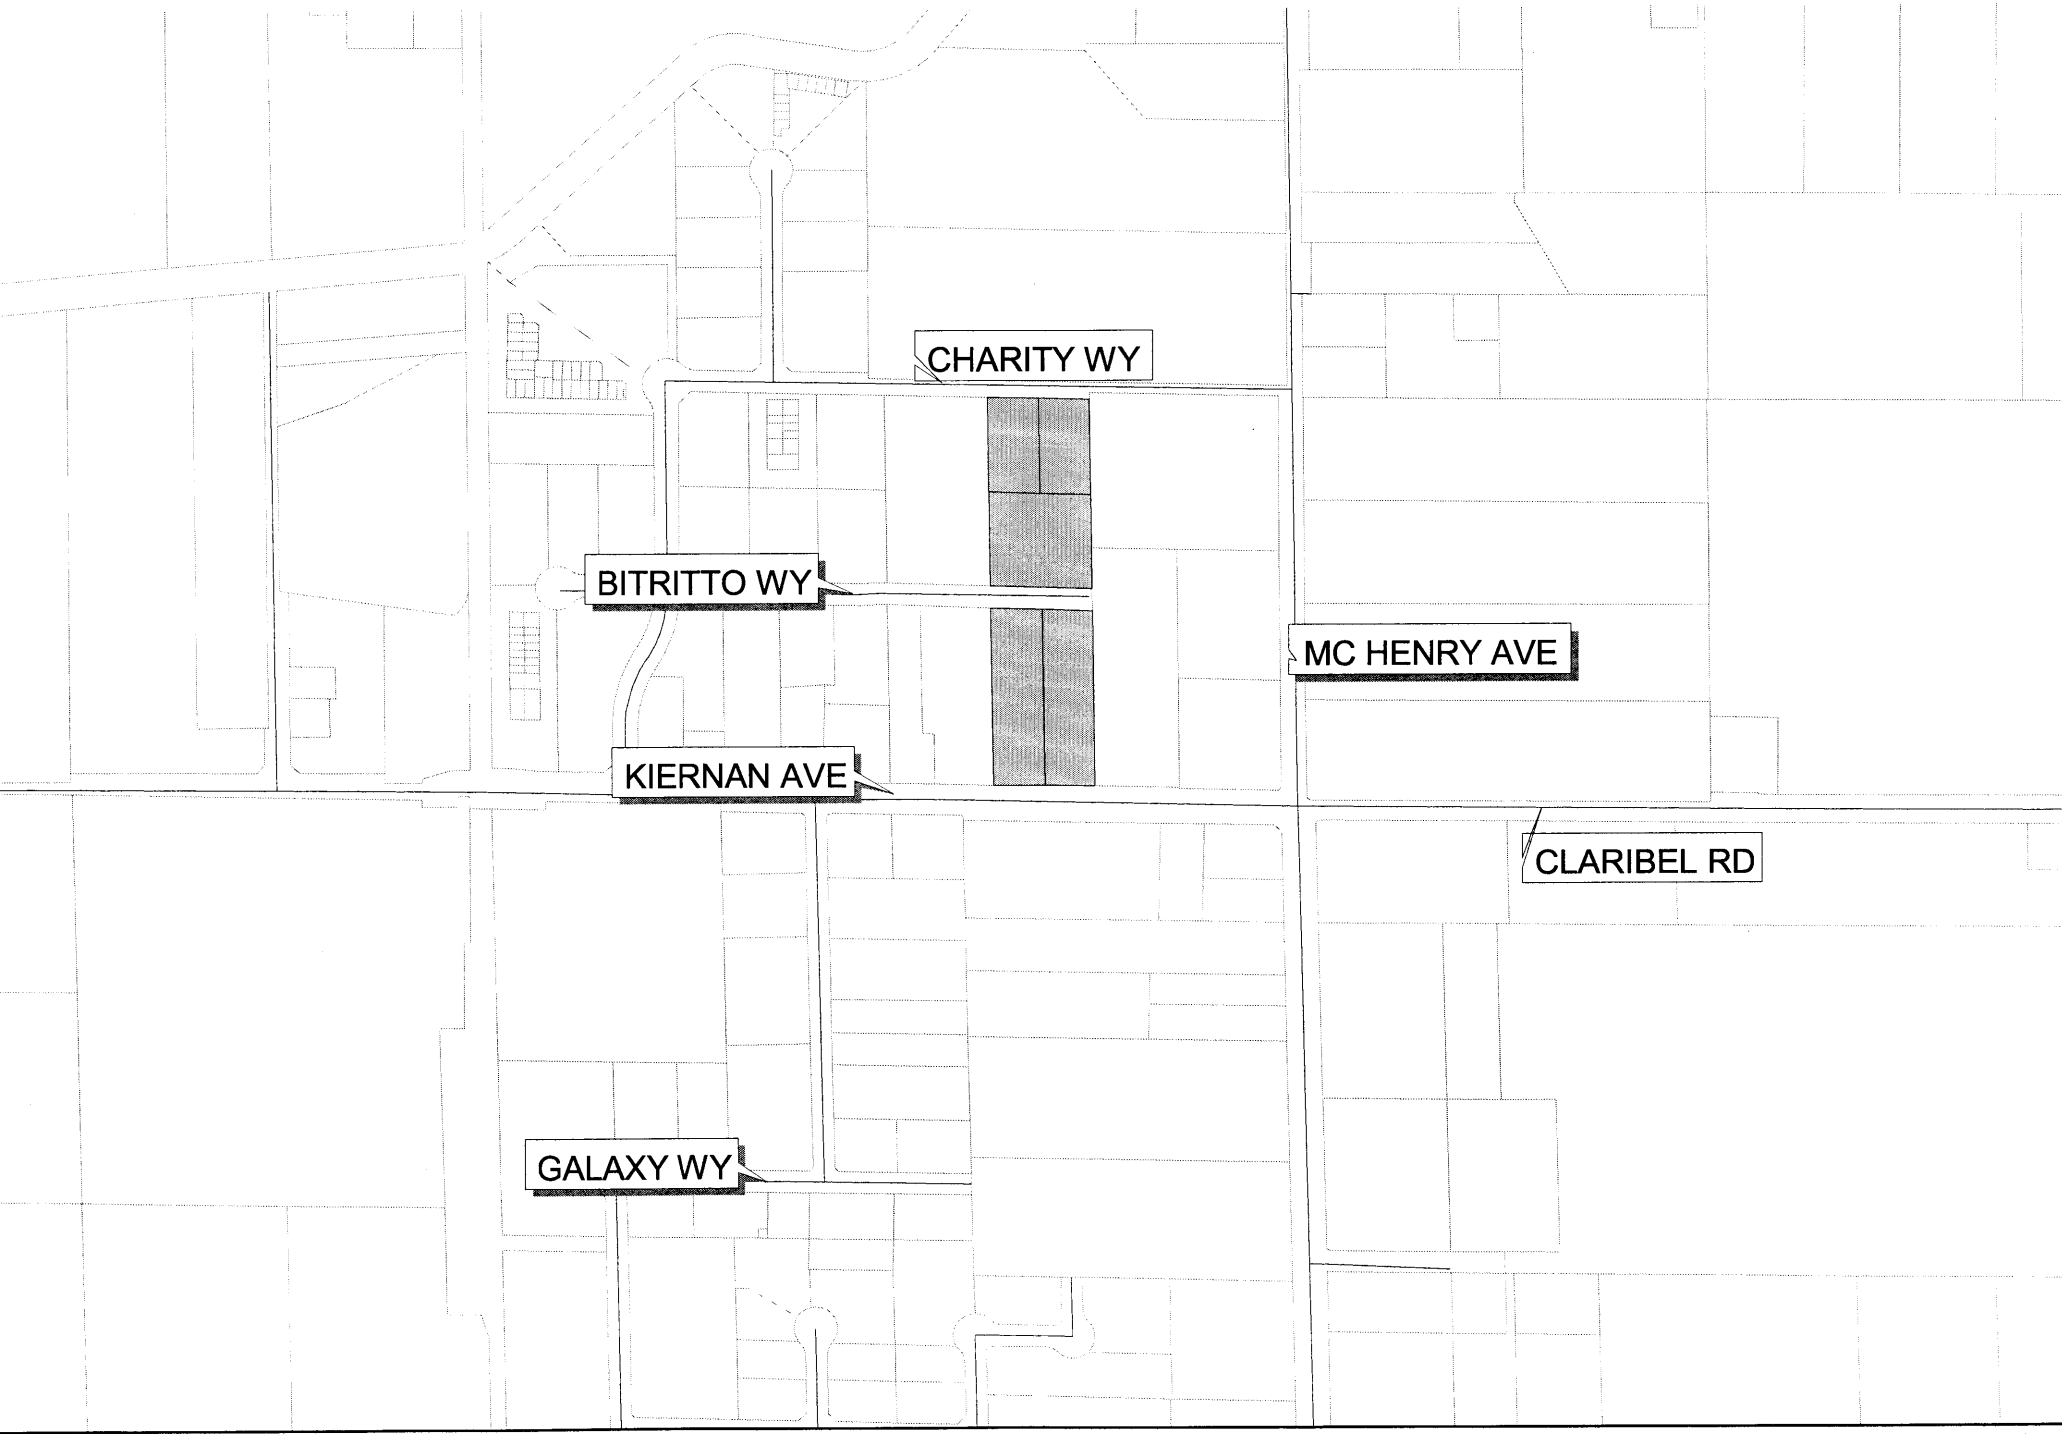 CHARITY WY
BITRITTO WY
MC HENRY AVE
KIERNAN AVE
CLARIBEL RD
GALAXY WY